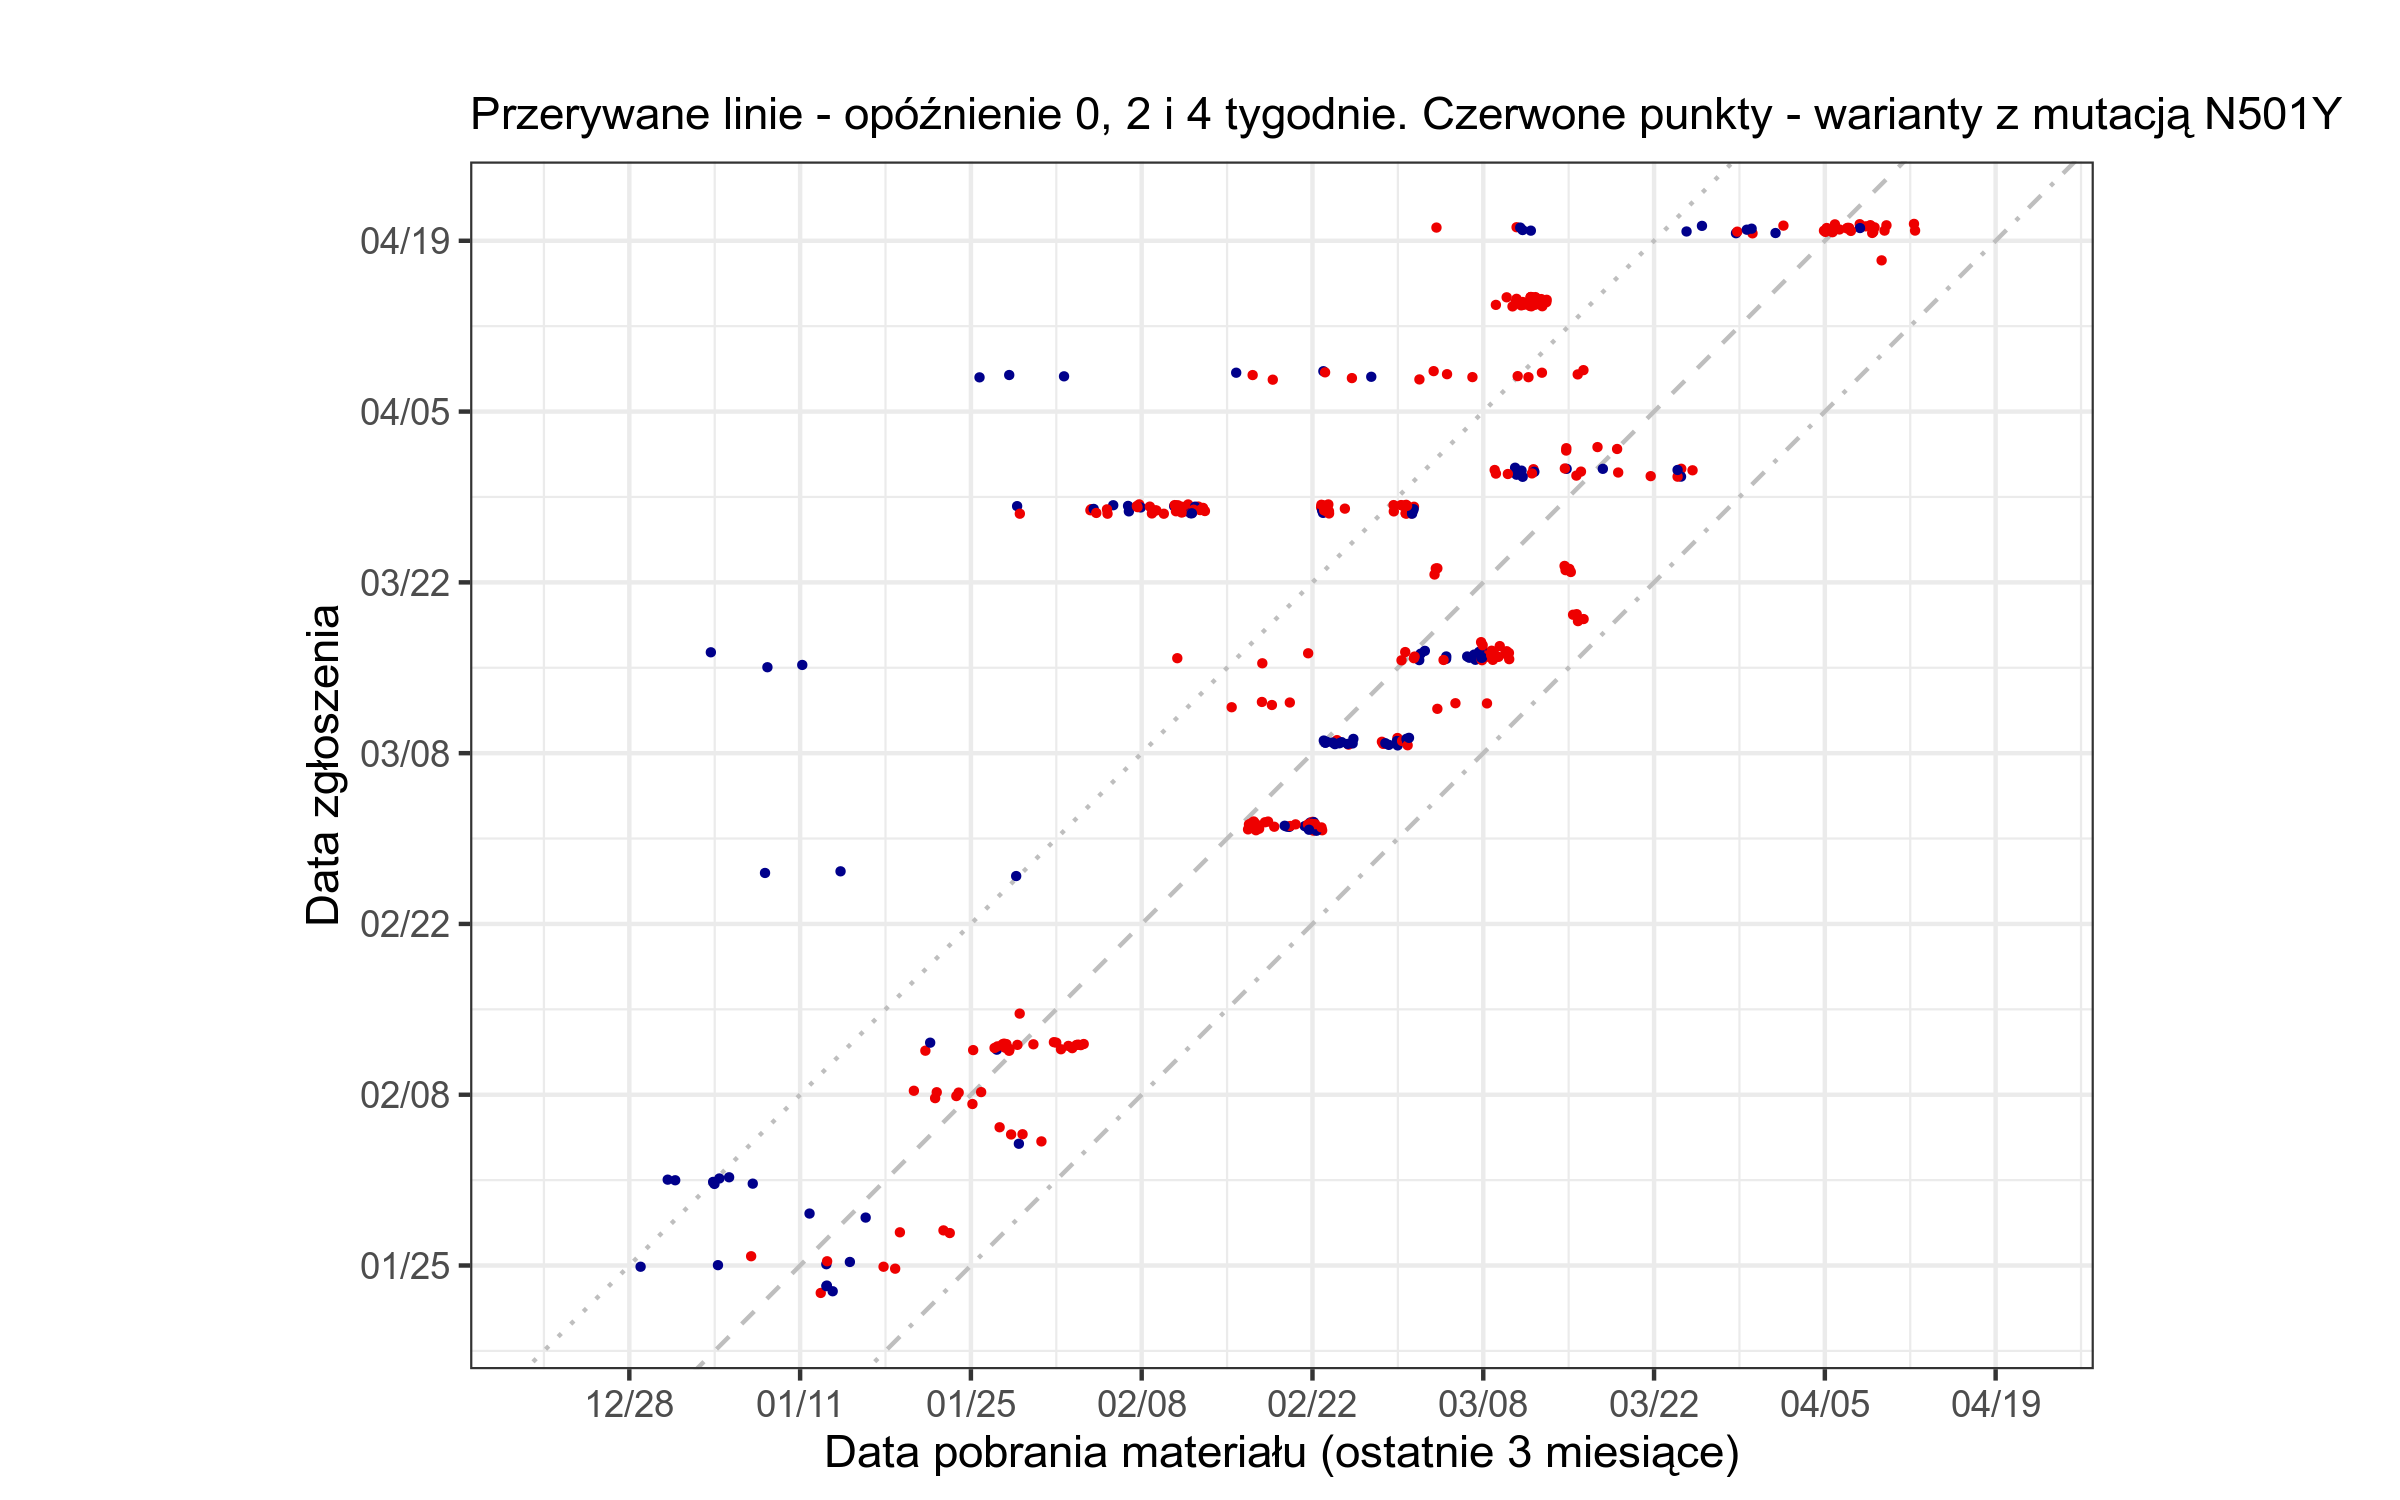 Przerywane linie - opóźnienie 0, 2 i 4 tygodnie. Czerwone punkty - warianty z mutacją N501Y
Data zgłoszenia
04/19
04/05
03/22
03/08
02/22
02/08
01/25
12/28 01/11 01/25 02/08 02/22 03/08 03/22 04/05 04/19
Data pobrania materiału (ostatnie 3 miesiące)